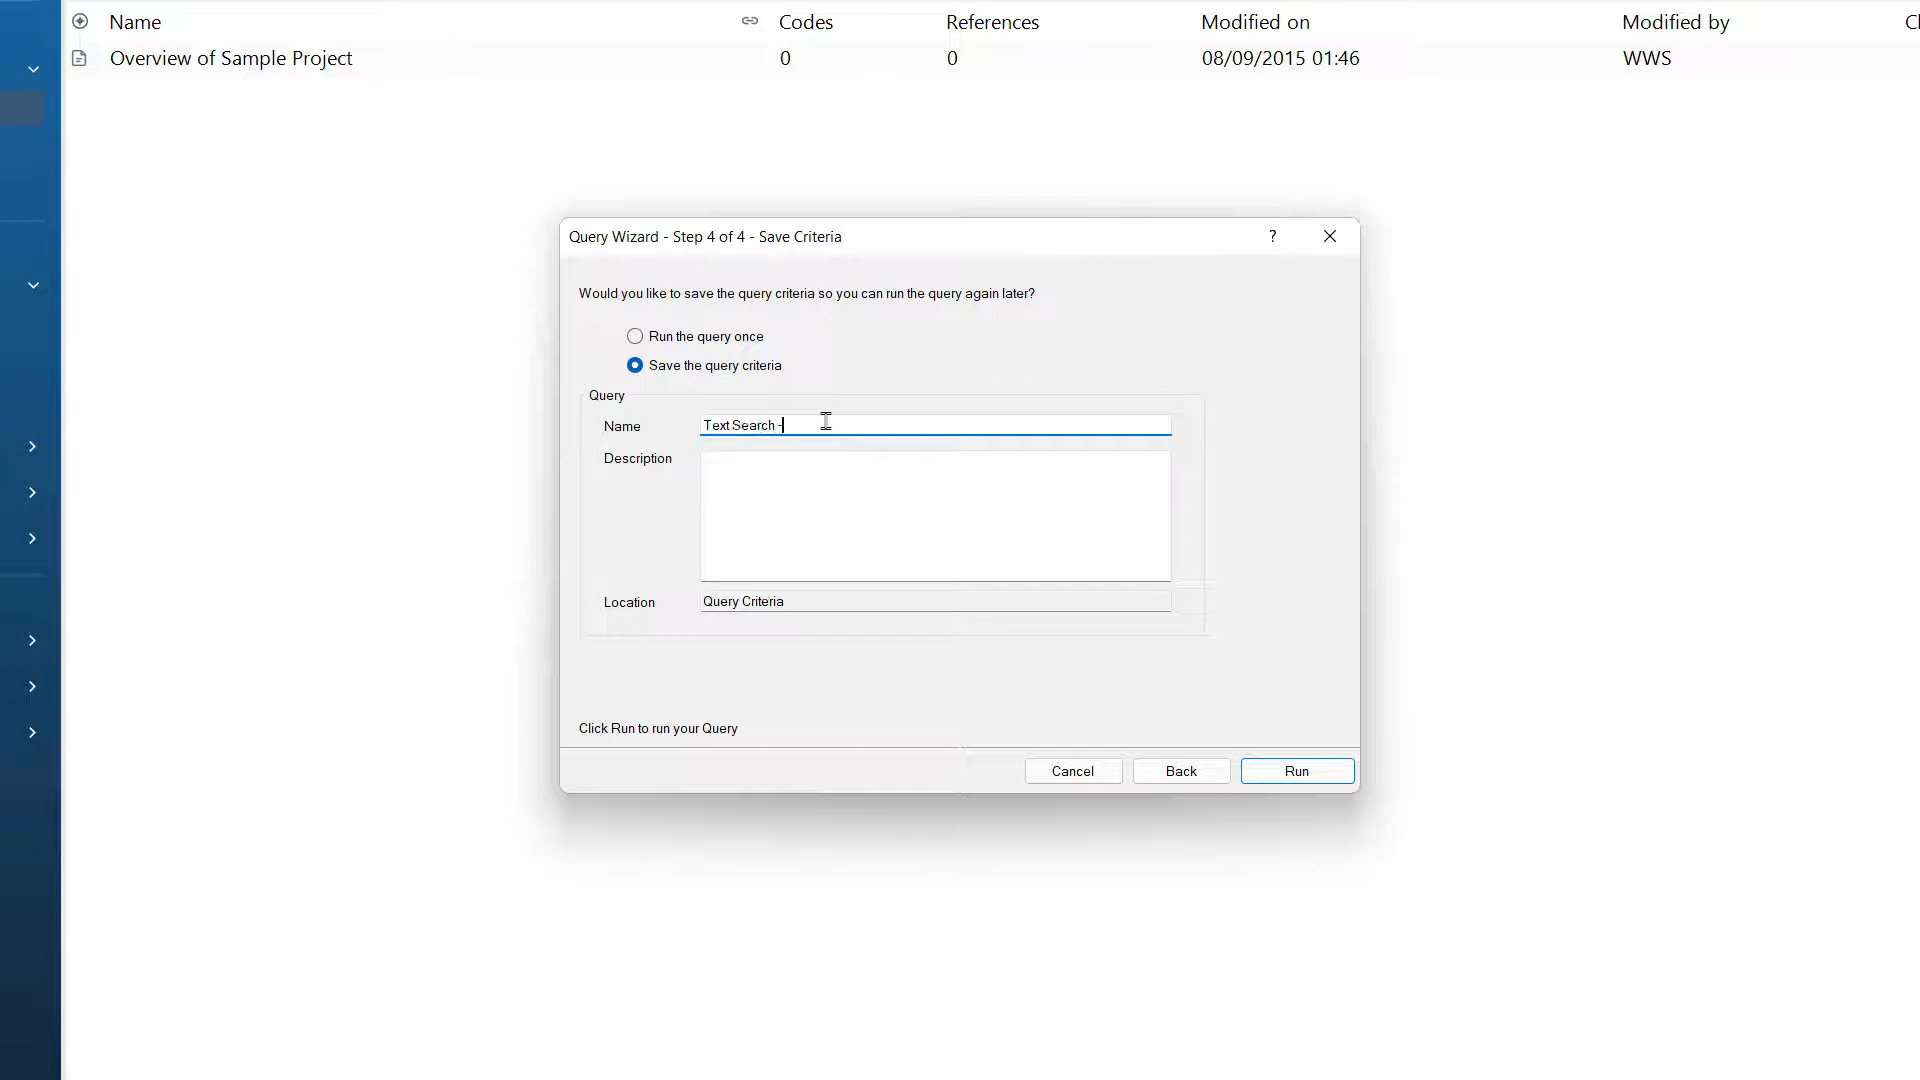 Name Codes References Modified on Modified by
Overview of Sample Project 0 0 08/09/2015 01:46 WWS
Query Wizard - Step 4 of 4 - Save Criteria ?
Would you like to save the query criteria so you can run the query again later?
Run the query once
Save the query criteria
Query
Name Text Search -
Description
Location Query Criteria
Click Run to run your Query
Cancel Back Run